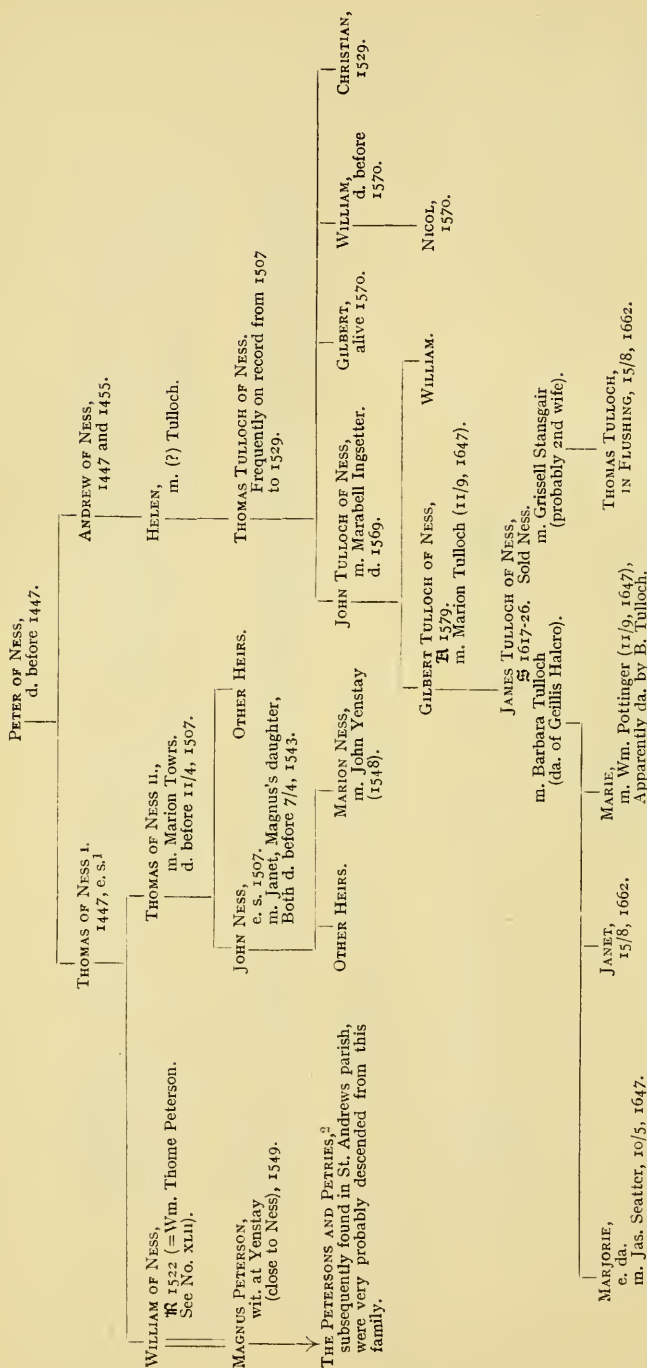 PETER OF NESS,
d. before 1447.
THOMAS OF NESS I.
1447, e. s.¹
ANDREW OF NESS,
1447 and 1455.
WILLIAM OF NESS,
R 1522 (=Wm. Thome Peterson.
See No. XLII).
THOMAS OF NESS II.,
m. Marion Towrs.
d. before 11/4, 1507.
HELEN,
m. (?) Tulloch.
MAGNUS PETERSON,
wit. at Yenstay
(close to Ness), 1549.
JOHN NESS,
e. s. 1507.
m. Janet, Magnus's daughter,
Both d. before 7/4, 1543.
OTHER HEIRS.
THOMAS TULLOCH OF NESS.
Frequently on record from 1507
to 1529.
THE PETERSONS AND PETRIES,²
subsequently found in St. Andrews parish,
were very probably descended from this
family.
OTHER HEIRS.
MARION NESS,
m. John Yenstay
(1548).
JOHN TULLOCH OF NESS,
m. Marabell Ingsetter.
d. 1569.
GILBERT,
alive 1570.
WILLIAM,
d. before
1570.
CHRISTIAN,
1529.
GILBERT TULLOCH OF NESS,
R 1579.
m. Marion Tulloch (11/9, 1647).
WILLIAM.
NICOL,
1570.
JAMES TULLOCH OF NESS,
S 1617-26. Sold Ness.
m. Barbara Tulloch
(da. of Geillis Halcro).
m. Grissell Stansgair
(probably 2nd wife).
MARJORIE,
e. da.
m. Jas. Seatter, 10/5, 1647.
JANET,
15/8, 1662.
MARIE,
m. Wm. Pottinger (11/9, 1647),
Apparently da. by B. Tulloch.
THOMAS TULLOCH,
IN FLUSHING, 15/8, 1662.